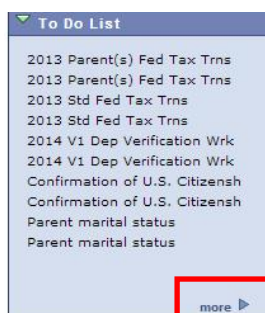 To Do List
2013 Parent(s) Fed Tax Trns
2013 Parent(s) Fed Tax Trns
2013 Std Fed Tax Trns
2013 Std Fed Tax Trns
2014 V1 Dep Verification Wrk
2014 V1 Dep Verification Wrk
Confirmation of U.S. Citizensh
Confirmation of U.S. Citizensh
Parent marital status
Parent marital status
more